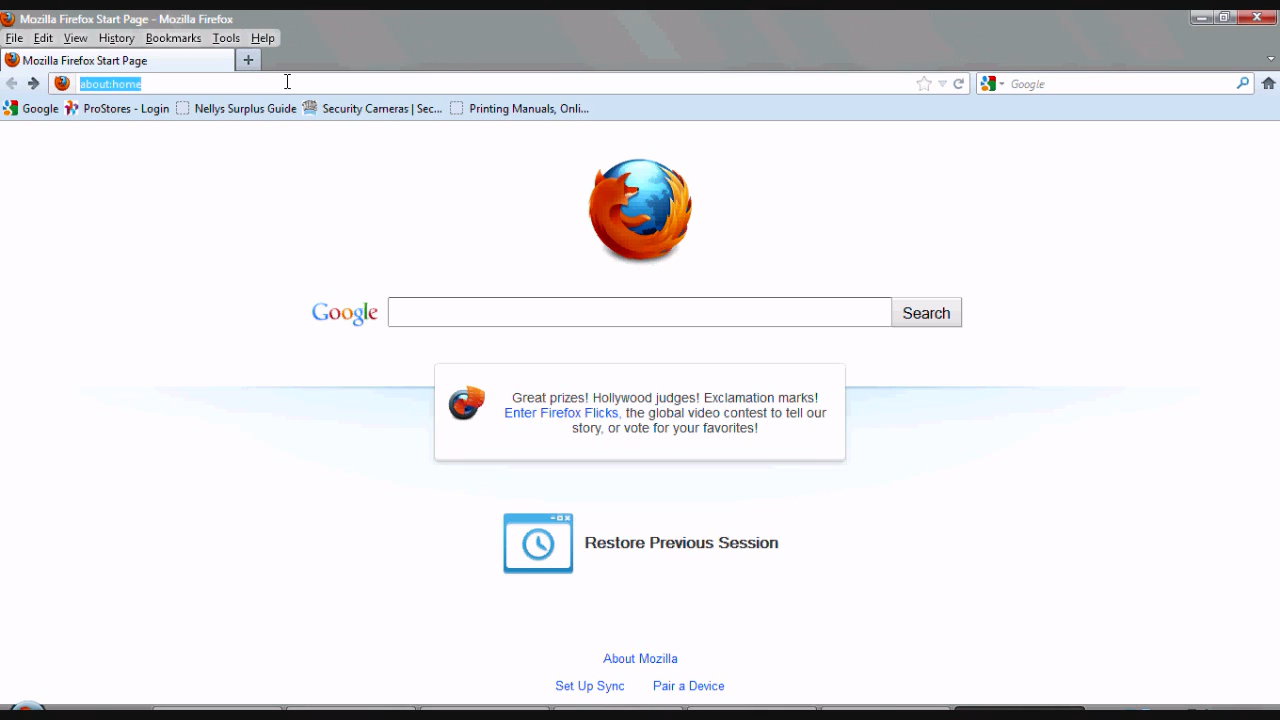 Mozilla Firefox Start Page - Mozilla Firefox
File Edit View History Bookmarks Tools Help
Mozilla Firefox Start Page
about:home
Google
Google ProStores - Login Nellys Surplus Guide Security Cameras | Sec... Printing Manuals, Onli...
Google Search
Great prizes! Hollywood judges! Exclamation marks!
Enter Firefox Flicks, the global video contest to tell our
story, or vote for your favorites!
Restore Previous Session
About Mozilla
Set Up Sync Pair a Device